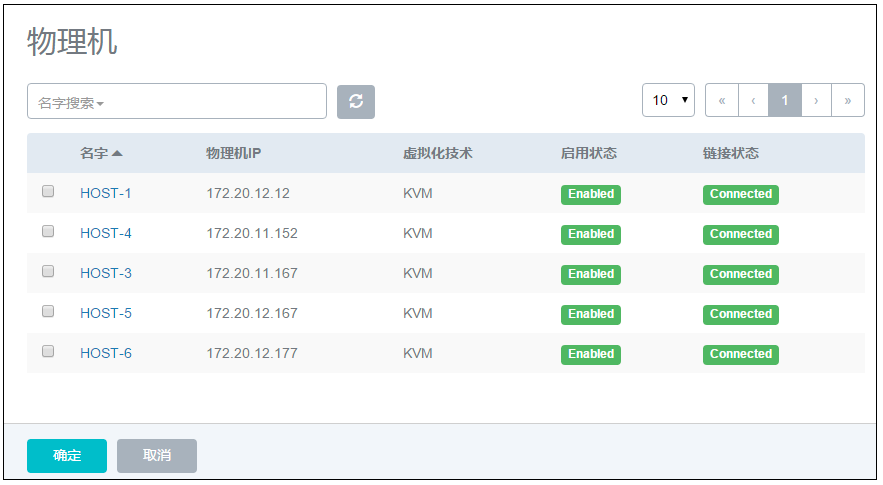 物理机
名字搜索
10 « ‹ 1 › »
名字 物理机IP 虚拟化技术 启用状态 链接状态
HOST-1 172.20.12.12 KVM Enabled Connected
HOST-4 172.20.11.152 KVM Enabled Connected
HOST-3 172.20.11.167 KVM Enabled Connected
HOST-5 172.20.12.167 KVM Enabled Connected
HOST-6 172.20.12.177 KVM Enabled Connected
确定 取消